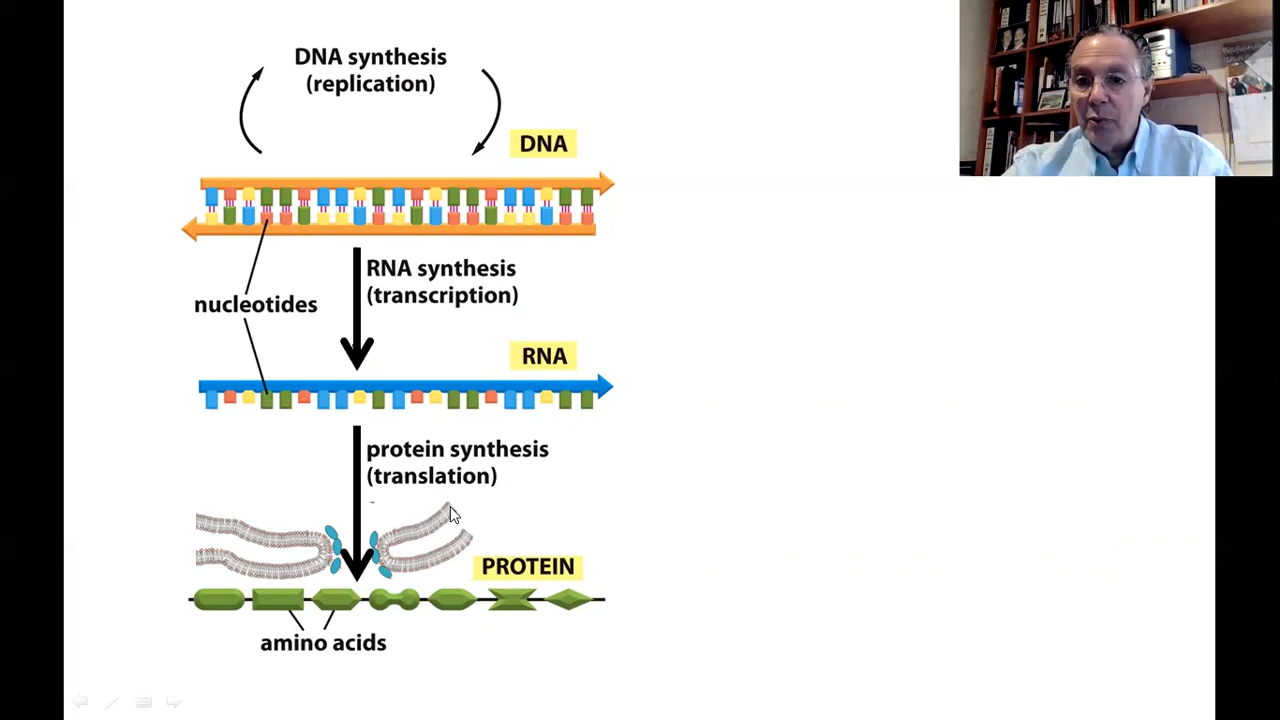 DNA synthesis
(replication)
DNA
RNA synthesis
(transcription)
nucleotides
RNA
protein synthesis
(translation)
PROTEIN
amino acids